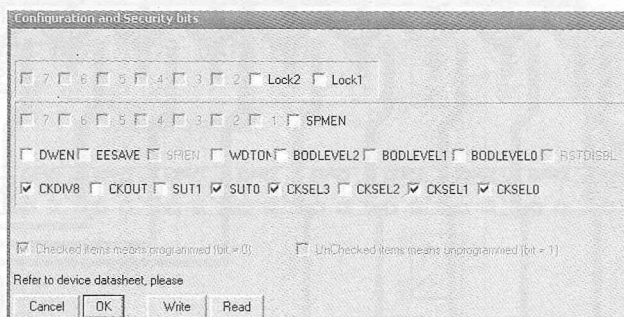 Configuration and Security bits
7 6 5 4 3 2 Lock2 Lock1
7 6 5 4 3 2 1 SPMEN
DWEN EESAVE SPIEN WDTON BODLEVEL2 BODLEVEL1 BODLEVEL0 RSTDISBL
CKDIV8 CKOUT SUT1 SUT0 CKSEL3 CKSEL2 CKSEL1 CKSEL0
Checked items means programmed (bit = 0) UnChecked items means unprogrammed (bit = 1)
Refer to device datasheet, please
Cancel OK Write Read